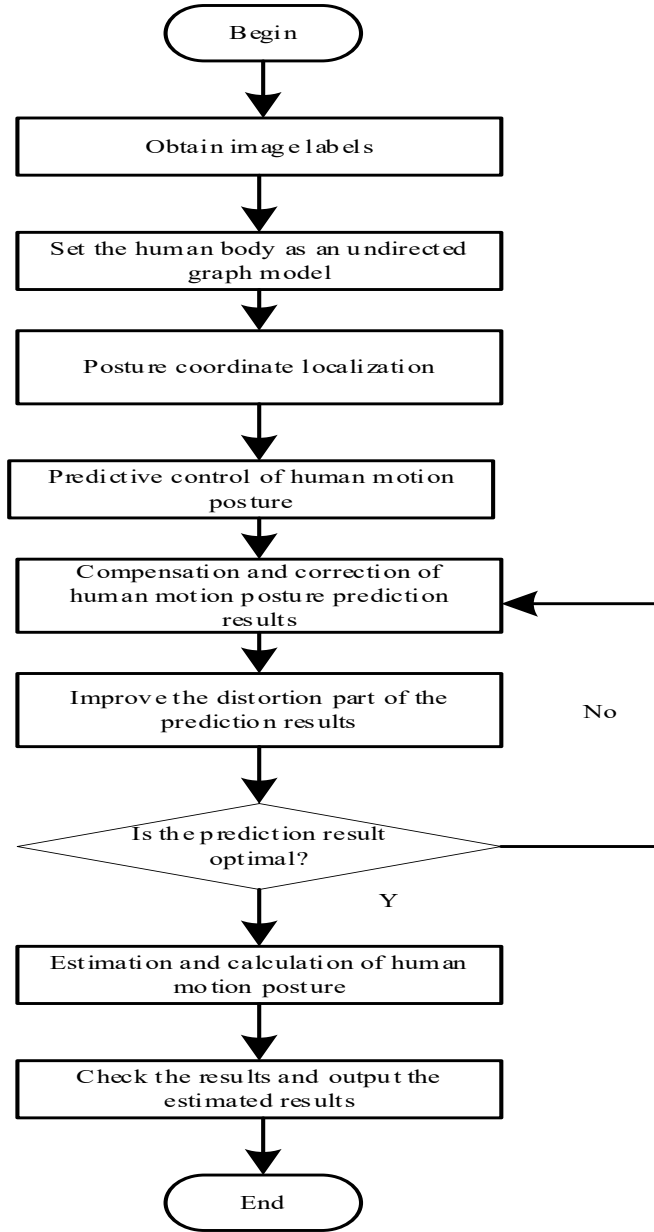 Begin
Obtain image labels
Set the human body as an undirected
graph model
Posture coordinate localization
Predictive control of human motion
posture
Compensation and correction of
human motion posture prediction
results
Improve the distortion part of the
prediction results
No
Is the prediction result
optimal?
Y
Estimation and calculation of human
motion posture
Check the results and output the
estimated results
End